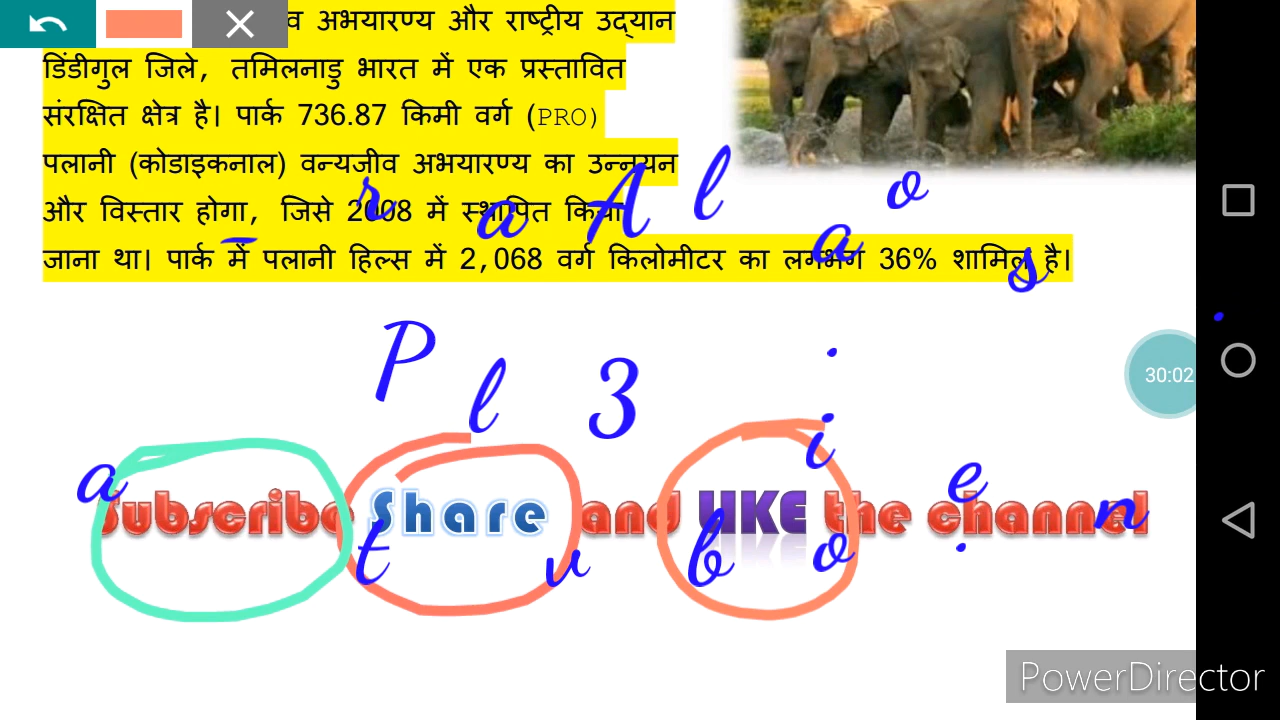 व अभयारण्य और राष्ट्रीय उद्यान
डिंडीगुल जिले, तमिलनाडु भारत में एक प्रस्तावित
संरक्षित क्षेत्र है। पार्क 736.87 किमी वर्ग (PRO)
पलानी (कोडाइकनाल) वन्यजीव अभयारण्य का उन्नयन
और विस्तार होगा, जिसे 2008 में स्थापित किया
जाना था। पार्क में पलानी हिल्स में 2,068 वर्ग किलोमीटर का लगभग 36% शामिल है।
r a A l a o s
P l 3 i
30:02
a t u b o e n
Subscribe Share and LIKE the channel
PowerDirector